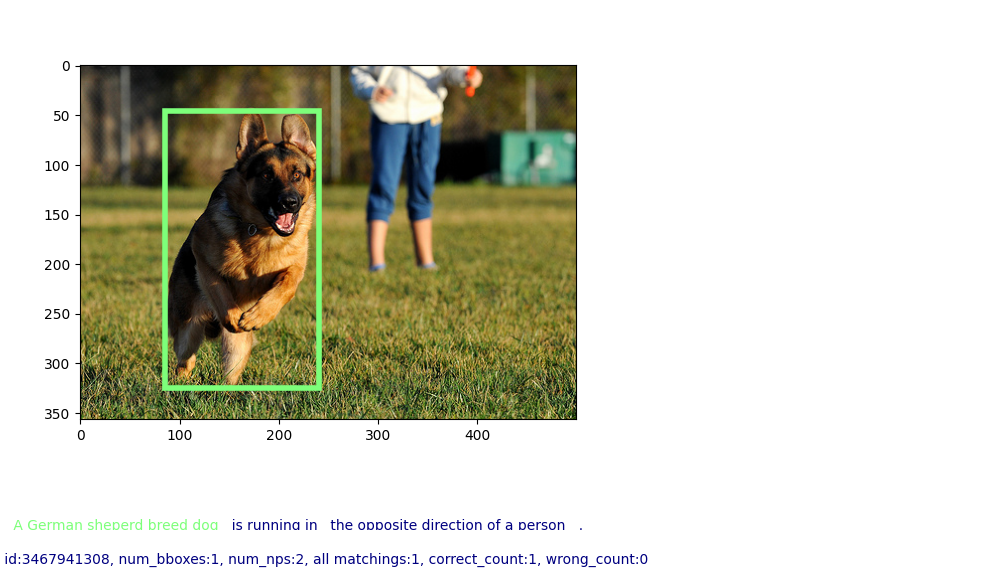 0
50
100
150
200
250
300
350
0 100 200 300 400
A German sheperd breed dog is running in the opposite direction of a person .
id:3467941308, num_bboxes:1, num_nps:2, all matchings:1, correct_count:1, wrong_count:0